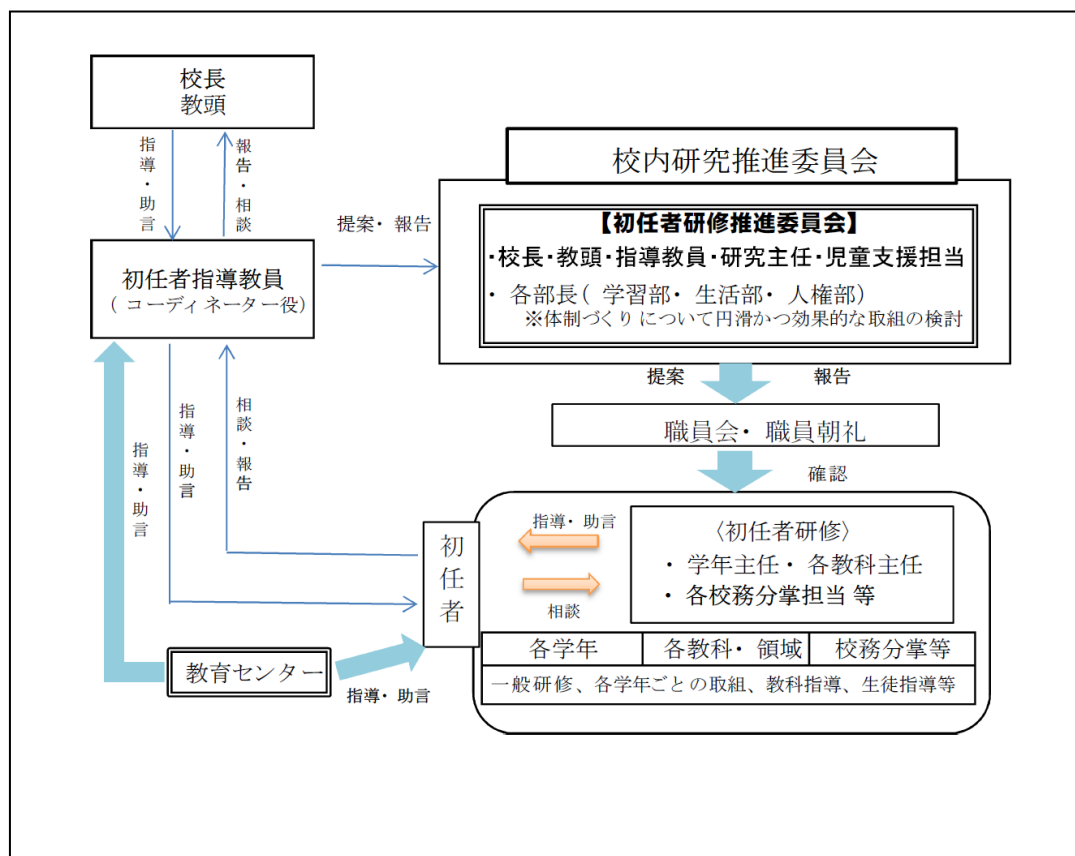 校長
教頭
指導・助言
報告・相談
校内研究推進委員会
提案・報告
【初任者研修推進委員会】
・校長・教頭・指導教員・研究主任・児童支援担当
・各部長(学習部・生活部・人権部)
※体制づくりについて円滑かつ効果的な取組の検討
初任者指導教員
(コーディネーター役)
提案
報告
職員会・職員朝礼
確認
指導・助言
指導・助言
相談・報告
初任者
指導・助言
相談
〈初任者研修〉
・学年主任・各教科主任
・各校務分掌担当等
各学年
各教科・領域
校務分掌等
一般研修、各学年ごとの取組、教科指導、生徒指導等
教育センター
指導・助言